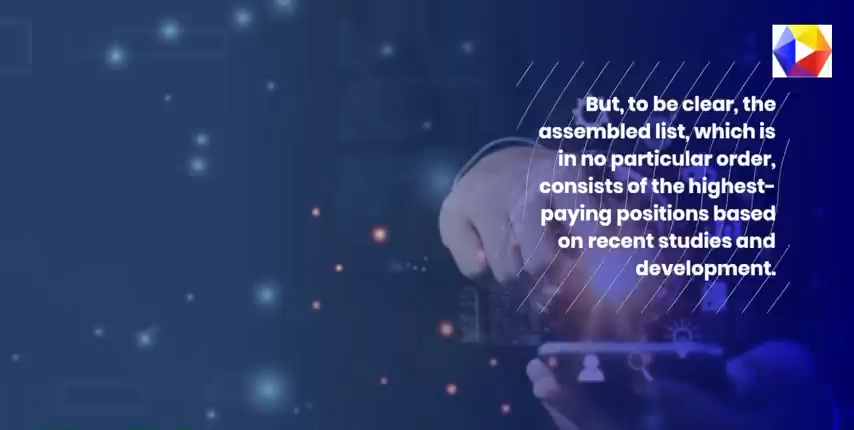 But, to be clear, the
assembled list, which is
in no particular order,
consists of the highest-
paying positions based
on recent studies and
development.